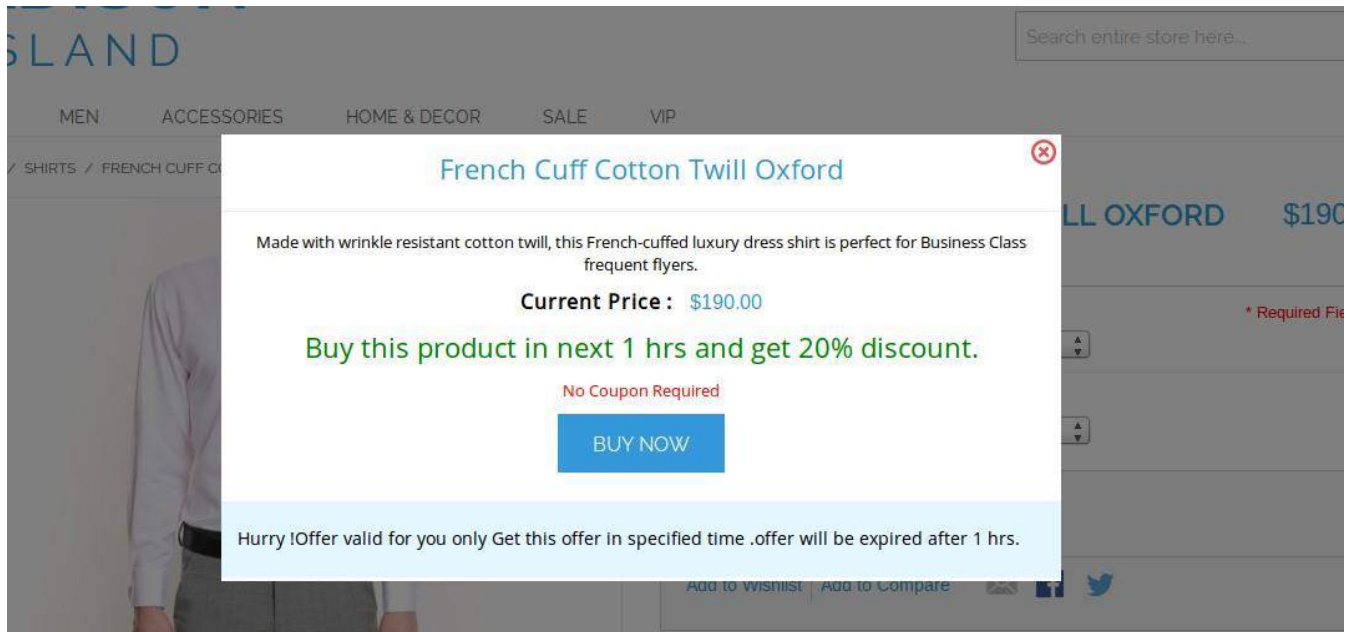 SLAND
Search entire store here...
MEN ACCESSORIES HOME & DECOR SALE VIP
/ SHIRTS / FRENCH CUFF
French Cuff Cotton Twill Oxford
LL OXFORD $190
Made with wrinkle resistant cotton twill, this French-cuffed luxury dress shirt is perfect for Business Class
frequent flyers.
Current Price : $190.00
* Required Fie
Buy this product in next 1 hrs and get 20% discount.
No Coupon Required
BUY NOW
Hurry !Offer valid for you only Get this offer in specified time .offer will be expired after 1 hrs.
Add to Wishlist Add to Compare